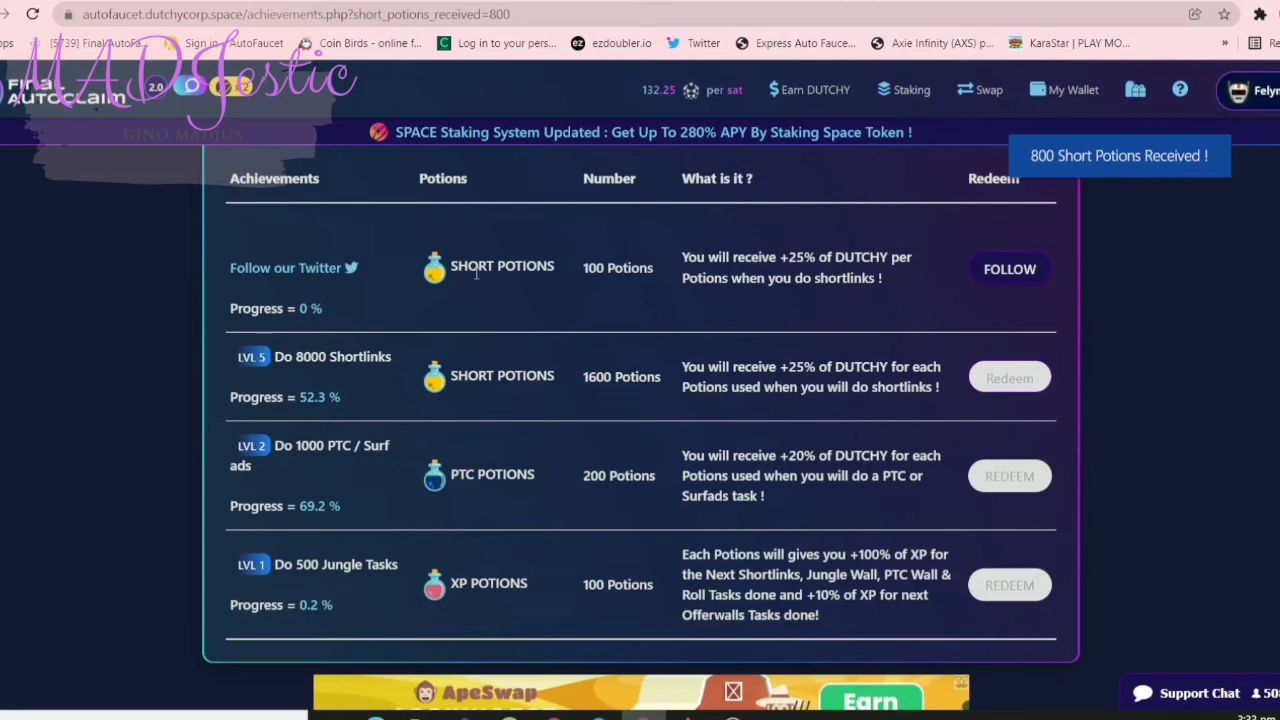 autofaucet.dutchycorp.space/achievements.php?short_potions_received=800
[5739] Final AutoFa...
Sign in - AutoFaucet
Coin Birds - online f...
Log in to your pers...
ezdoubler.io
Twitter
Express Auto Fauce...
Axie Infinity (AXS) p...
KaraStar | PLAY MO...
»
MADJestic
GINO MADJUS
FINAL
AUTOCLAIM
2.0
132.25 per sat
Earn DUTCHY
Staking
Swap
My Wallet
SPACE Staking System Updated : Get Up To 280% APY By Staking Space Token !
800 Short Potions Received !
Achievements Potions Number What is it ? Redeem
Follow our Twitter
Progress = 0 %
SHORT POTIONS
100 Potions
You will receive +25% of DUTCHY per
Potions when you do shortlinks !
FOLLOW
LVL 5 Do 8000 Shortlinks
Progress = 52.3 %
SHORT POTIONS
1600 Potions
You will receive +25% of DUTCHY for each
Potions used when you will do shortlinks !
Redeem
LVL 2 Do 1000 PTC / Surf
ads
Progress = 69.2 %
PTC POTIONS
200 Potions
You will receive +20% of DUTCHY for each
Potions used when you will do a PTC or
Surfads task !
REDEEM
LVL 1 Do 500 Jungle Tasks
Progress = 0.2 %
XP POTIONS
100 Potions
Each Potions will gives you +100% of XP for
the Next Shortlinks, Jungle Wall, PTC Wall &
Roll Tasks done and +10% of XP for next
Offerwalls Tasks done!
REDEEM
ApeSwap
Earn
Support Chat